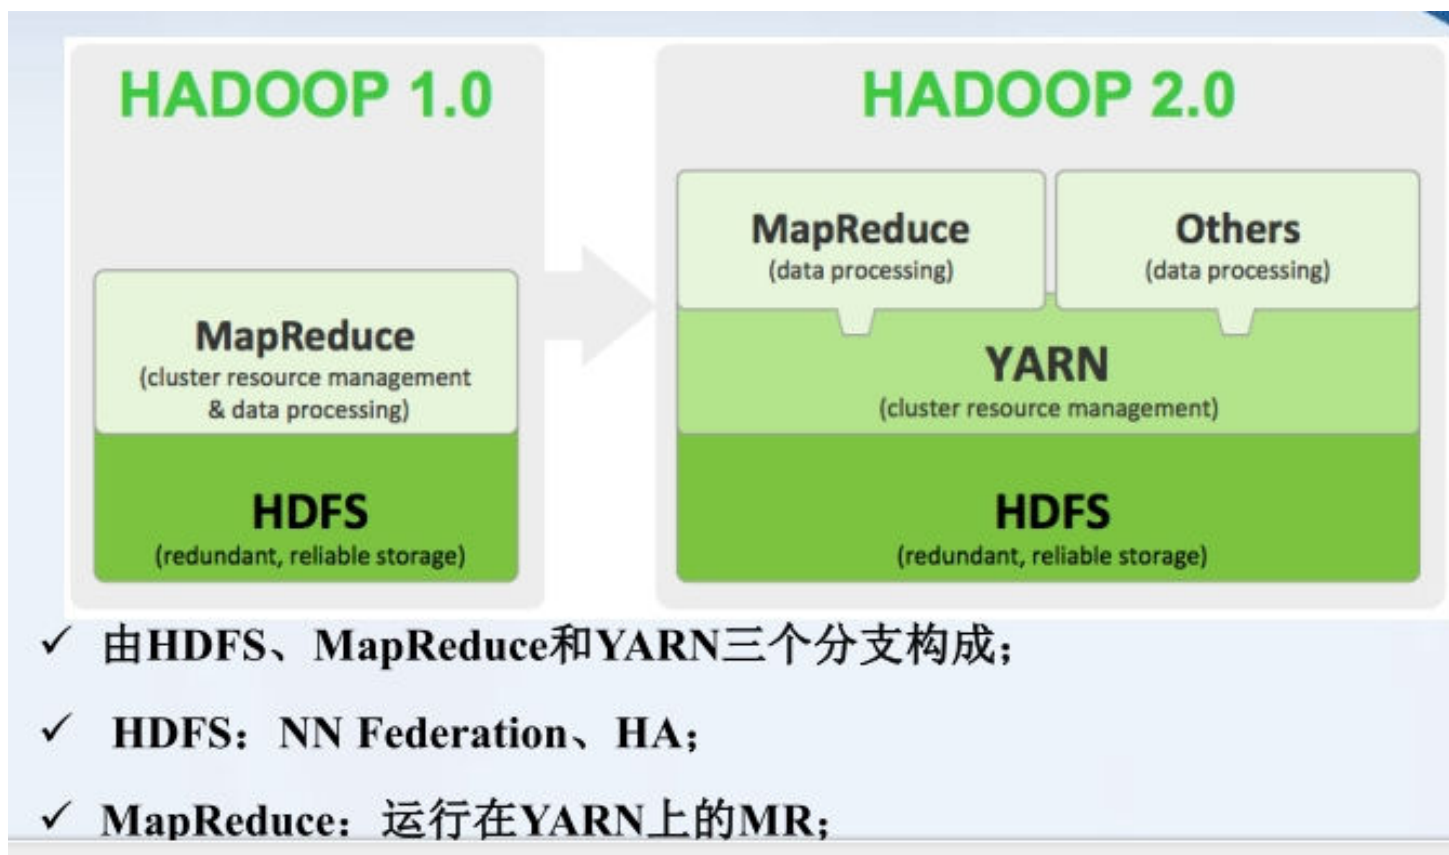 HADOOP 1.0
MapReduce
(cluster resource management
& data processing)
HDFS
(redundant, reliable storage)
HADOOP 2.0
MapReduce
(data processing)
Others
(data processing)
YARN
(cluster resource management)
HDFS
(redundant, reliable storage)
✓ 由HDFS、MapReduce和YARN三个分支构成；
✓ HDFS：NN Federation、HA；
✓ MapReduce：运行在YARN上的MR；